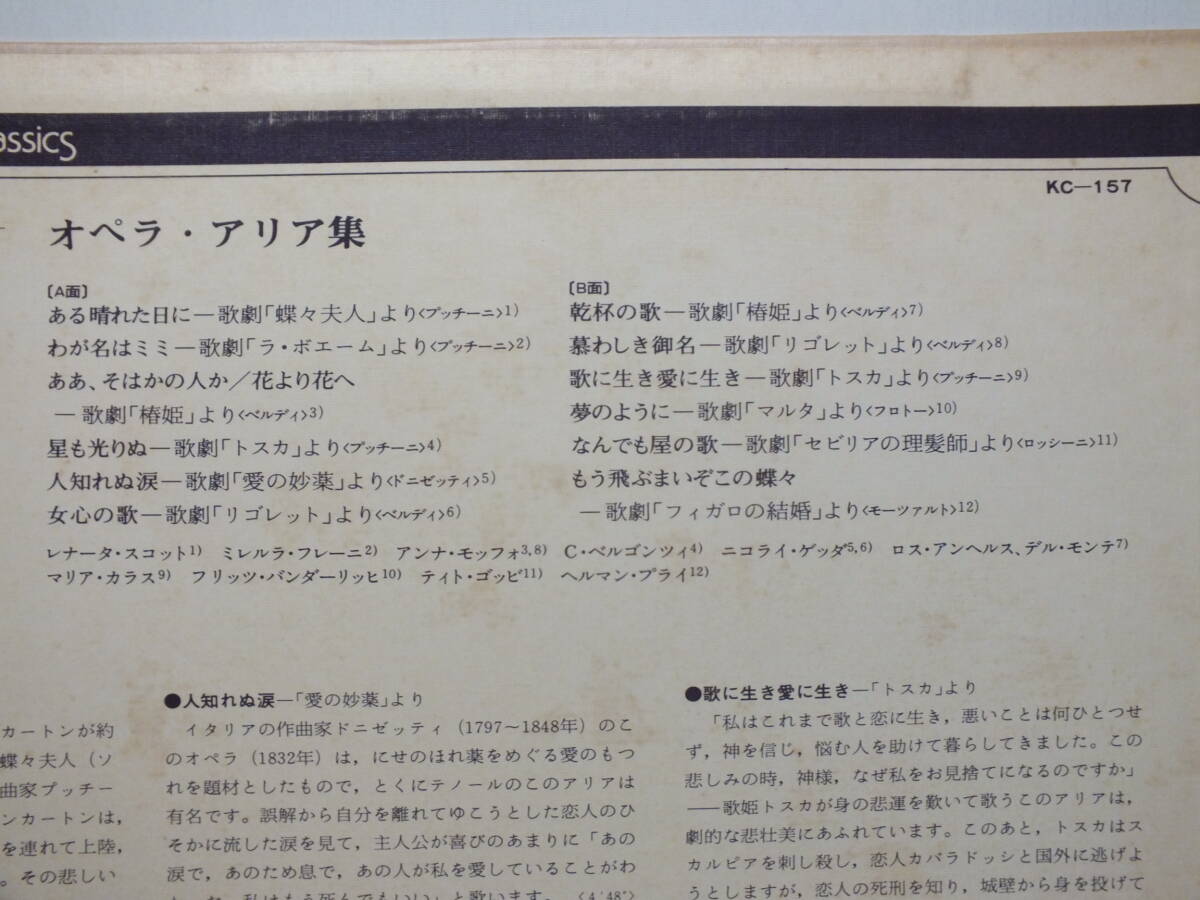 assics
KC—157
オペラ・アリア集
〔A面〕
ある晴れた日に—歌劇「蝶々夫人」より〈プッチーニ〉1)
わが名はミミ—歌劇「ラ・ボエーム」より〈プッチーニ〉2)
ああ、そはかの人か／花より花へ
—歌劇「椿姫」より〈ベルディ〉3)
星も光りぬ—歌劇「トスカ」より〈プッチーニ〉4)
人知れぬ涙—歌劇「愛の妙薬」より〈ドニゼッティ〉5)
女心の歌—歌劇「リゴレット」より〈ベルディ〉6)
〔B面〕
乾杯の歌—歌劇「椿姫」より〈ベルディ〉7)
慕わしき御名—歌劇「リゴレット」より〈ベルディ〉8)
歌に生き愛に生き—歌劇「トスカ」より〈プッチーニ〉9)
夢のように—歌劇「マルタ」より〈フロトー〉10)
なんでも屋の歌—歌劇「セビリアの理髪師」より〈ロッシーニ〉11)
もう飛ぶまいぞこの蝶々
—歌劇「フィガロの結婚」より〈モーツァルト〉12)
レナータ・スコット1) ミレルラ・フレーニ2) アンナ・モッフォ3,8) C・ベルゴンツィ4) ニコライ・ゲッダ5,6) ロス・アンヘルス、デル・モンテ7)
マリア・カラス9) フリッツ・バンダーリッヒ10) ティト・ゴッビ11) ヘルマン・プライ12)
カートンが約
蝶々夫人（ソ
曲家プッチー
ンカートンは，
を連れて上陸，
。その悲しい
●人知れぬ涙—「愛の妙薬」より
イタリアの作曲家ドニゼッティ（1797〜1848年）のこ
のオペラ（1832年）は，にせのほれ薬をめぐる愛のもつ
れを題材としたもので，とくにテノールのこのアリアは
有名です。誤解から自分を離れてゆこうとした恋人のひ
そかに流した涙を見て，主人公が喜びのあまりに「あの
涙で，あのため息で，あの人が私を愛していることがわ
私はもう死んでもいい」と歌います。〈4′48″〉
●歌に生き愛に生き—「トスカ」より
「私はこれまで歌と恋に生き，悪いことは何ひとつせ
ず，神を信じ，悩む人を助けて暮らしてきました。この
悲しみの時，神様，なぜ私をお見捨てになるのですか」
——歌姫トスカが身の悲運を歎いて歌うこのアリアは，
劇的な悲壮美にあふれています。このあと，トスカはス
カルピアを刺し殺し，恋人カバラドッシと国外に逃げよ
うとしますが，恋人の死刑を知り，城壁から身を投げて